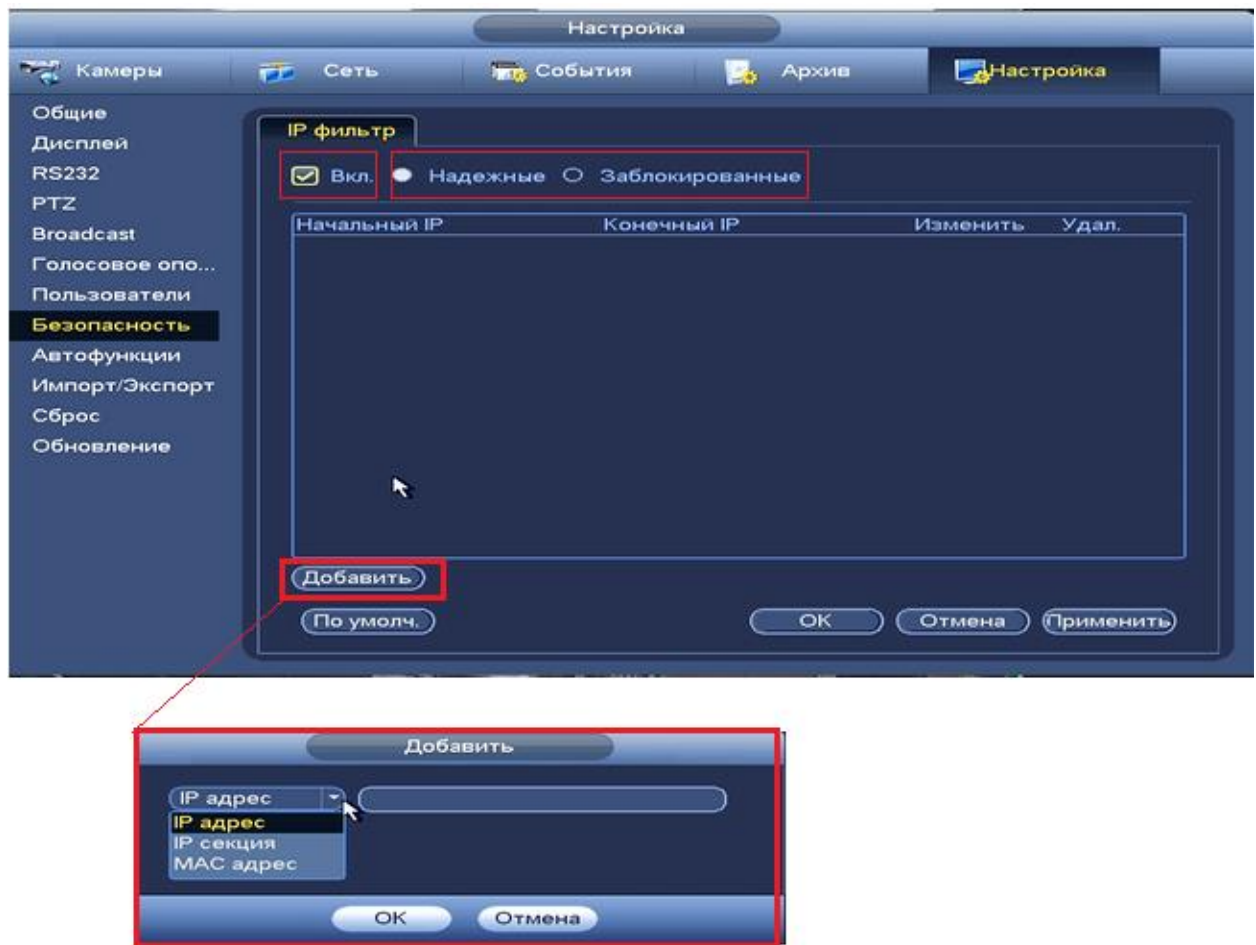 Настройка
Камеры Сеть События Архив Настройка
Общие
Дисплей
RS232
PTZ
Broadcast
Голосовое опо...
Пользователи
Безопасность
Автофункции
Импорт/Экспорт
Сброс
Обновление
IP фильтр
Вкл. Надежные Заблокированные
Начальный IP Конечный IP Изменить Удал.
Добавить
По умолч. OK Отмена Применить
Добавить
IP адрес
IP адрес
IP секция
MAC адрес
OK Отмена